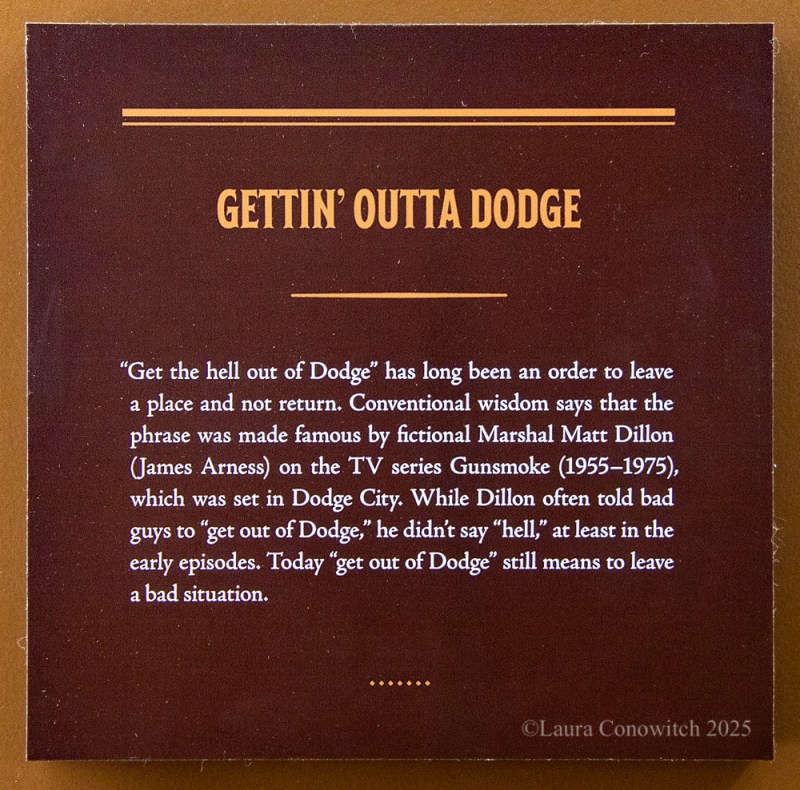 GETTIN’ OUTTA DODGE
“Get the hell out of Dodge” has long been an order to leave
a place and not return. Conventional wisdom says that the
phrase was made famous by fictional Marshal Matt Dillon
(James Arness) on the TV series Gunsmoke (1955–1975),
which was set in Dodge City. While Dillon often told bad
guys to “get out of Dodge,” he didn’t say “hell,” at least in the
early episodes. Today “get out of Dodge” still means to leave
a bad situation.
©Laura Conowitch 2025